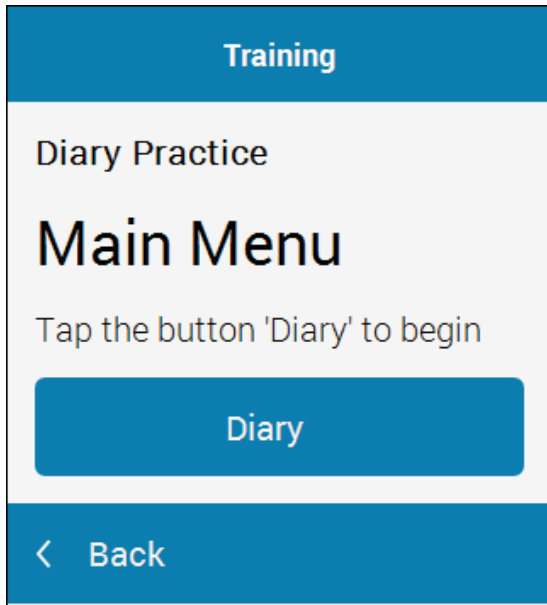 Training
Diary Practice
Main Menu
Tap the button 'Diary' to begin
Diary
Back